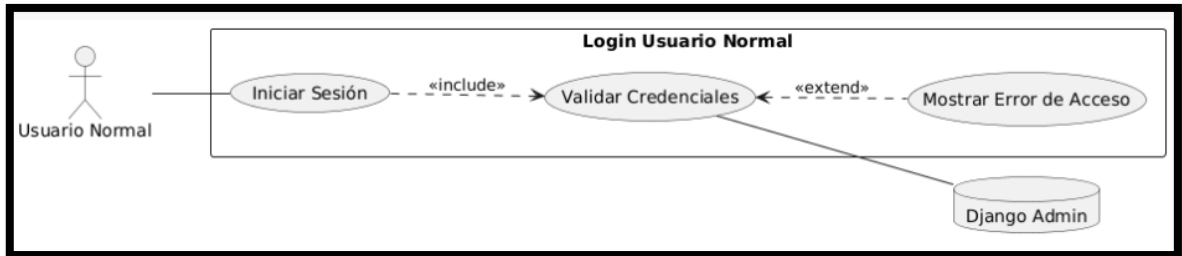 Login Usuario Normal
Usuario Normal
Iniciar Sesión
«include»
Validar Credenciales
«extend»
Mostrar Error de Acceso
Django Admin